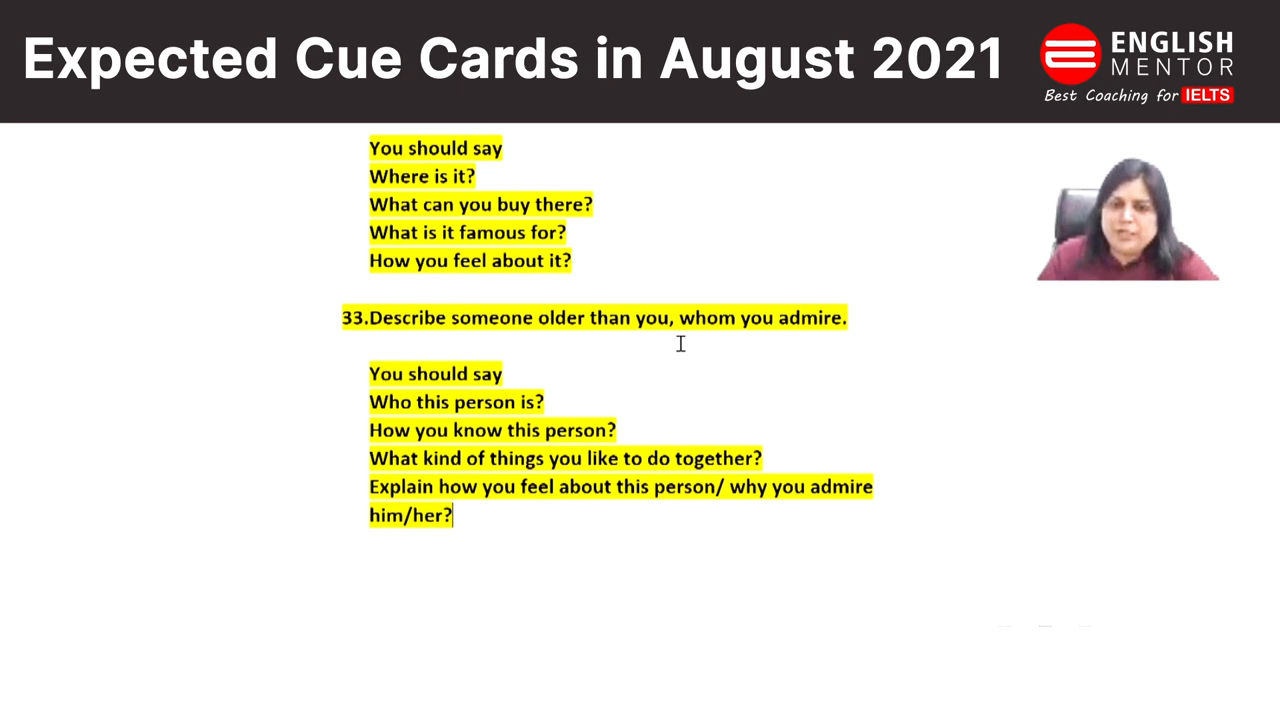 Expected Cue Cards in August 2021
ENGLISH
MENTOR
Best Coaching for IELTS
You should say
Where is it?
What can you buy there?
What is it famous for?
How you feel about it?
33.Describe someone older than you, whom you admire.
You should say
Who this person is?
How you know this person?
What kind of things you like to do together?
Explain how you feel about this person/ why you admire
him/her?